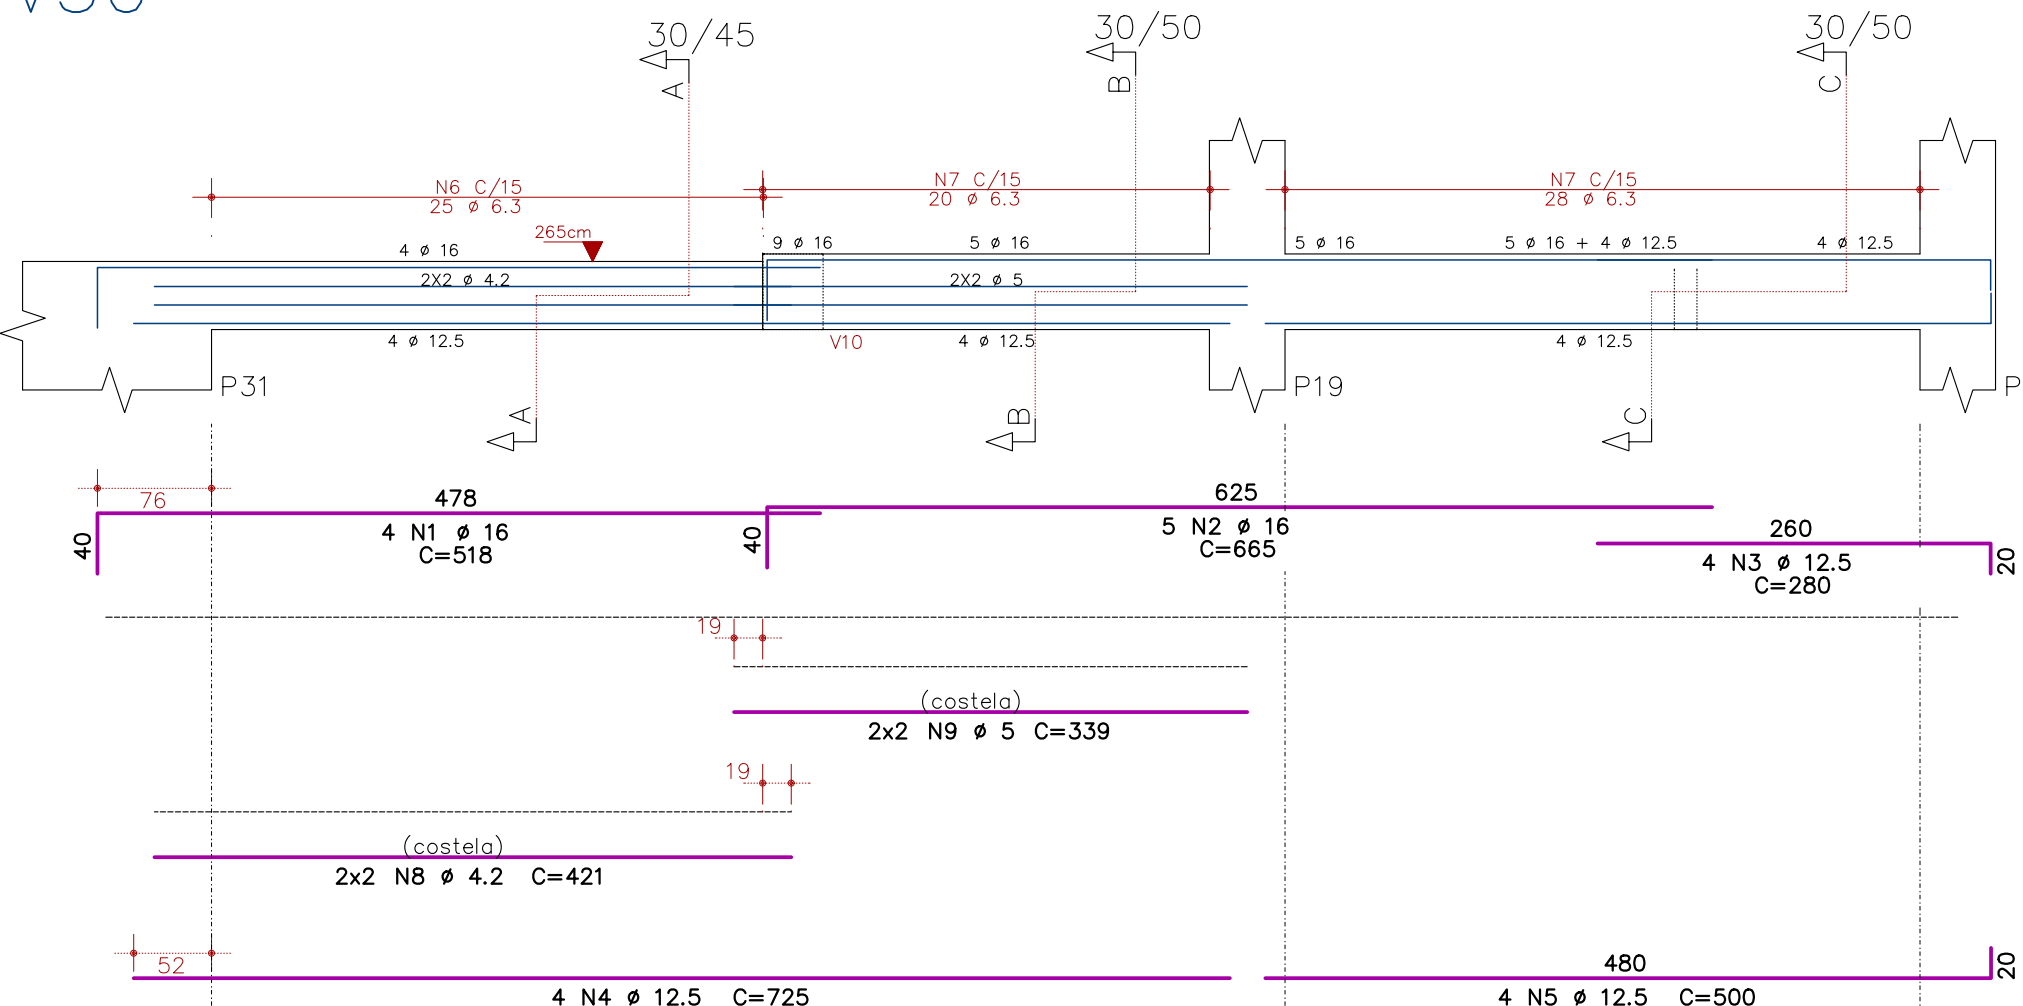 30/45
30/50
30/50
A
B
C
N6 C/15
25 ø 6.3
N7 C/15
20 ø 6.3
N7 C/15
28 ø 6.3
265cm
4 ø 16
9 ø 16
5 ø 16
5 ø 16
5 ø 16 + 4 ø 12.5
4 ø 12.5
2X2 ø 4.2
2X2 ø 5
4 ø 12.5
V10
4 ø 12.5
4 ø 12.5
P31
P19
P
A
B
C
76
478
625
40
4 N1 ø 16
C=518
40
5 N2 ø 16
C=665
260
4 N3 ø 12.5
C=280
20
19
(costela)
2x2 N9 ø 5 C=339
19
(costela)
2x2 N8 ø 4.2 C=421
52
480
20
4 N4 ø 12.5 C=725
4 N5 ø 12.5 C=500